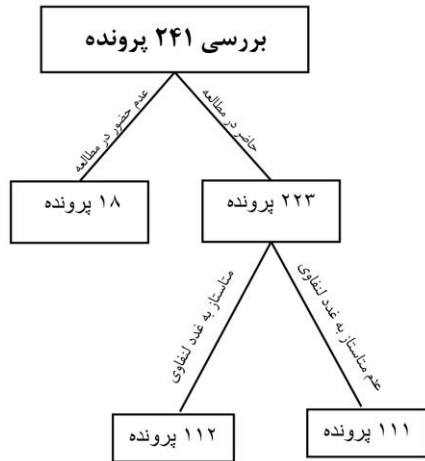 بررسی ۲۴۱ پرونده
حاضر در مطالعه
عدم حضور در مطالعه
۲۲۳ پرونده
۱۸ پرونده
عدم متاستاز به غدد لنفاوی
متاستاز به غدد لنفاوی
۱۱۱ پرونده
۱۱۲ پرونده